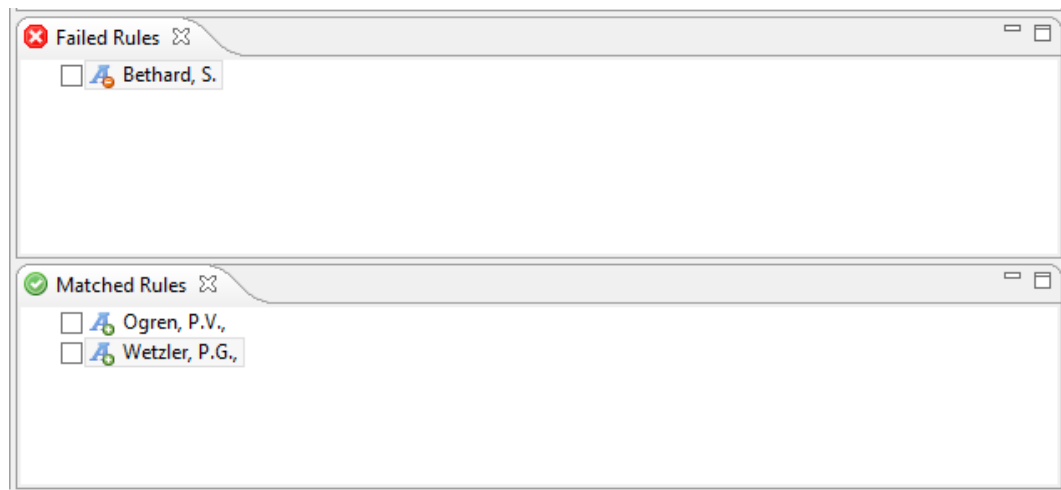 Failed Rules
Bethard, S.
Matched Rules
Ogren, P.V.,
Wetzler, P.G.,